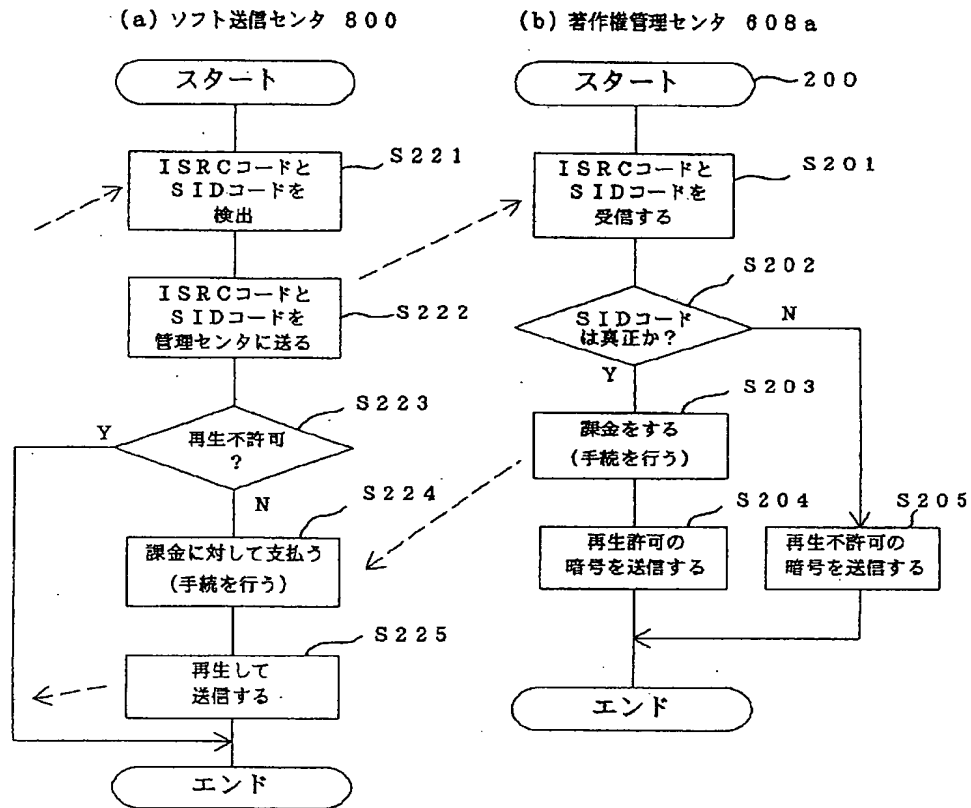 (a) ソフト送信センタ 800
スタート
ISRCコードと
SIDコードを
検出
S221
ISRCコードと
SIDコードを
管理センタに送る
S222
再生不許可
?
S223
Y
N
課金に対して支払う
(手続を行う)
S224
再生して
送信する
S225
エンド
(b) 著作権管理センタ 608a
スタート
200
ISRCコードと
SIDコードを
受信する
S201
SIDコード
は真正か?
S202
N
Y
課金をする
(手続を行う)
S203
再生許可の
暗号を送信する
S204
再生不許可の
暗号を送信する
S205
エンド